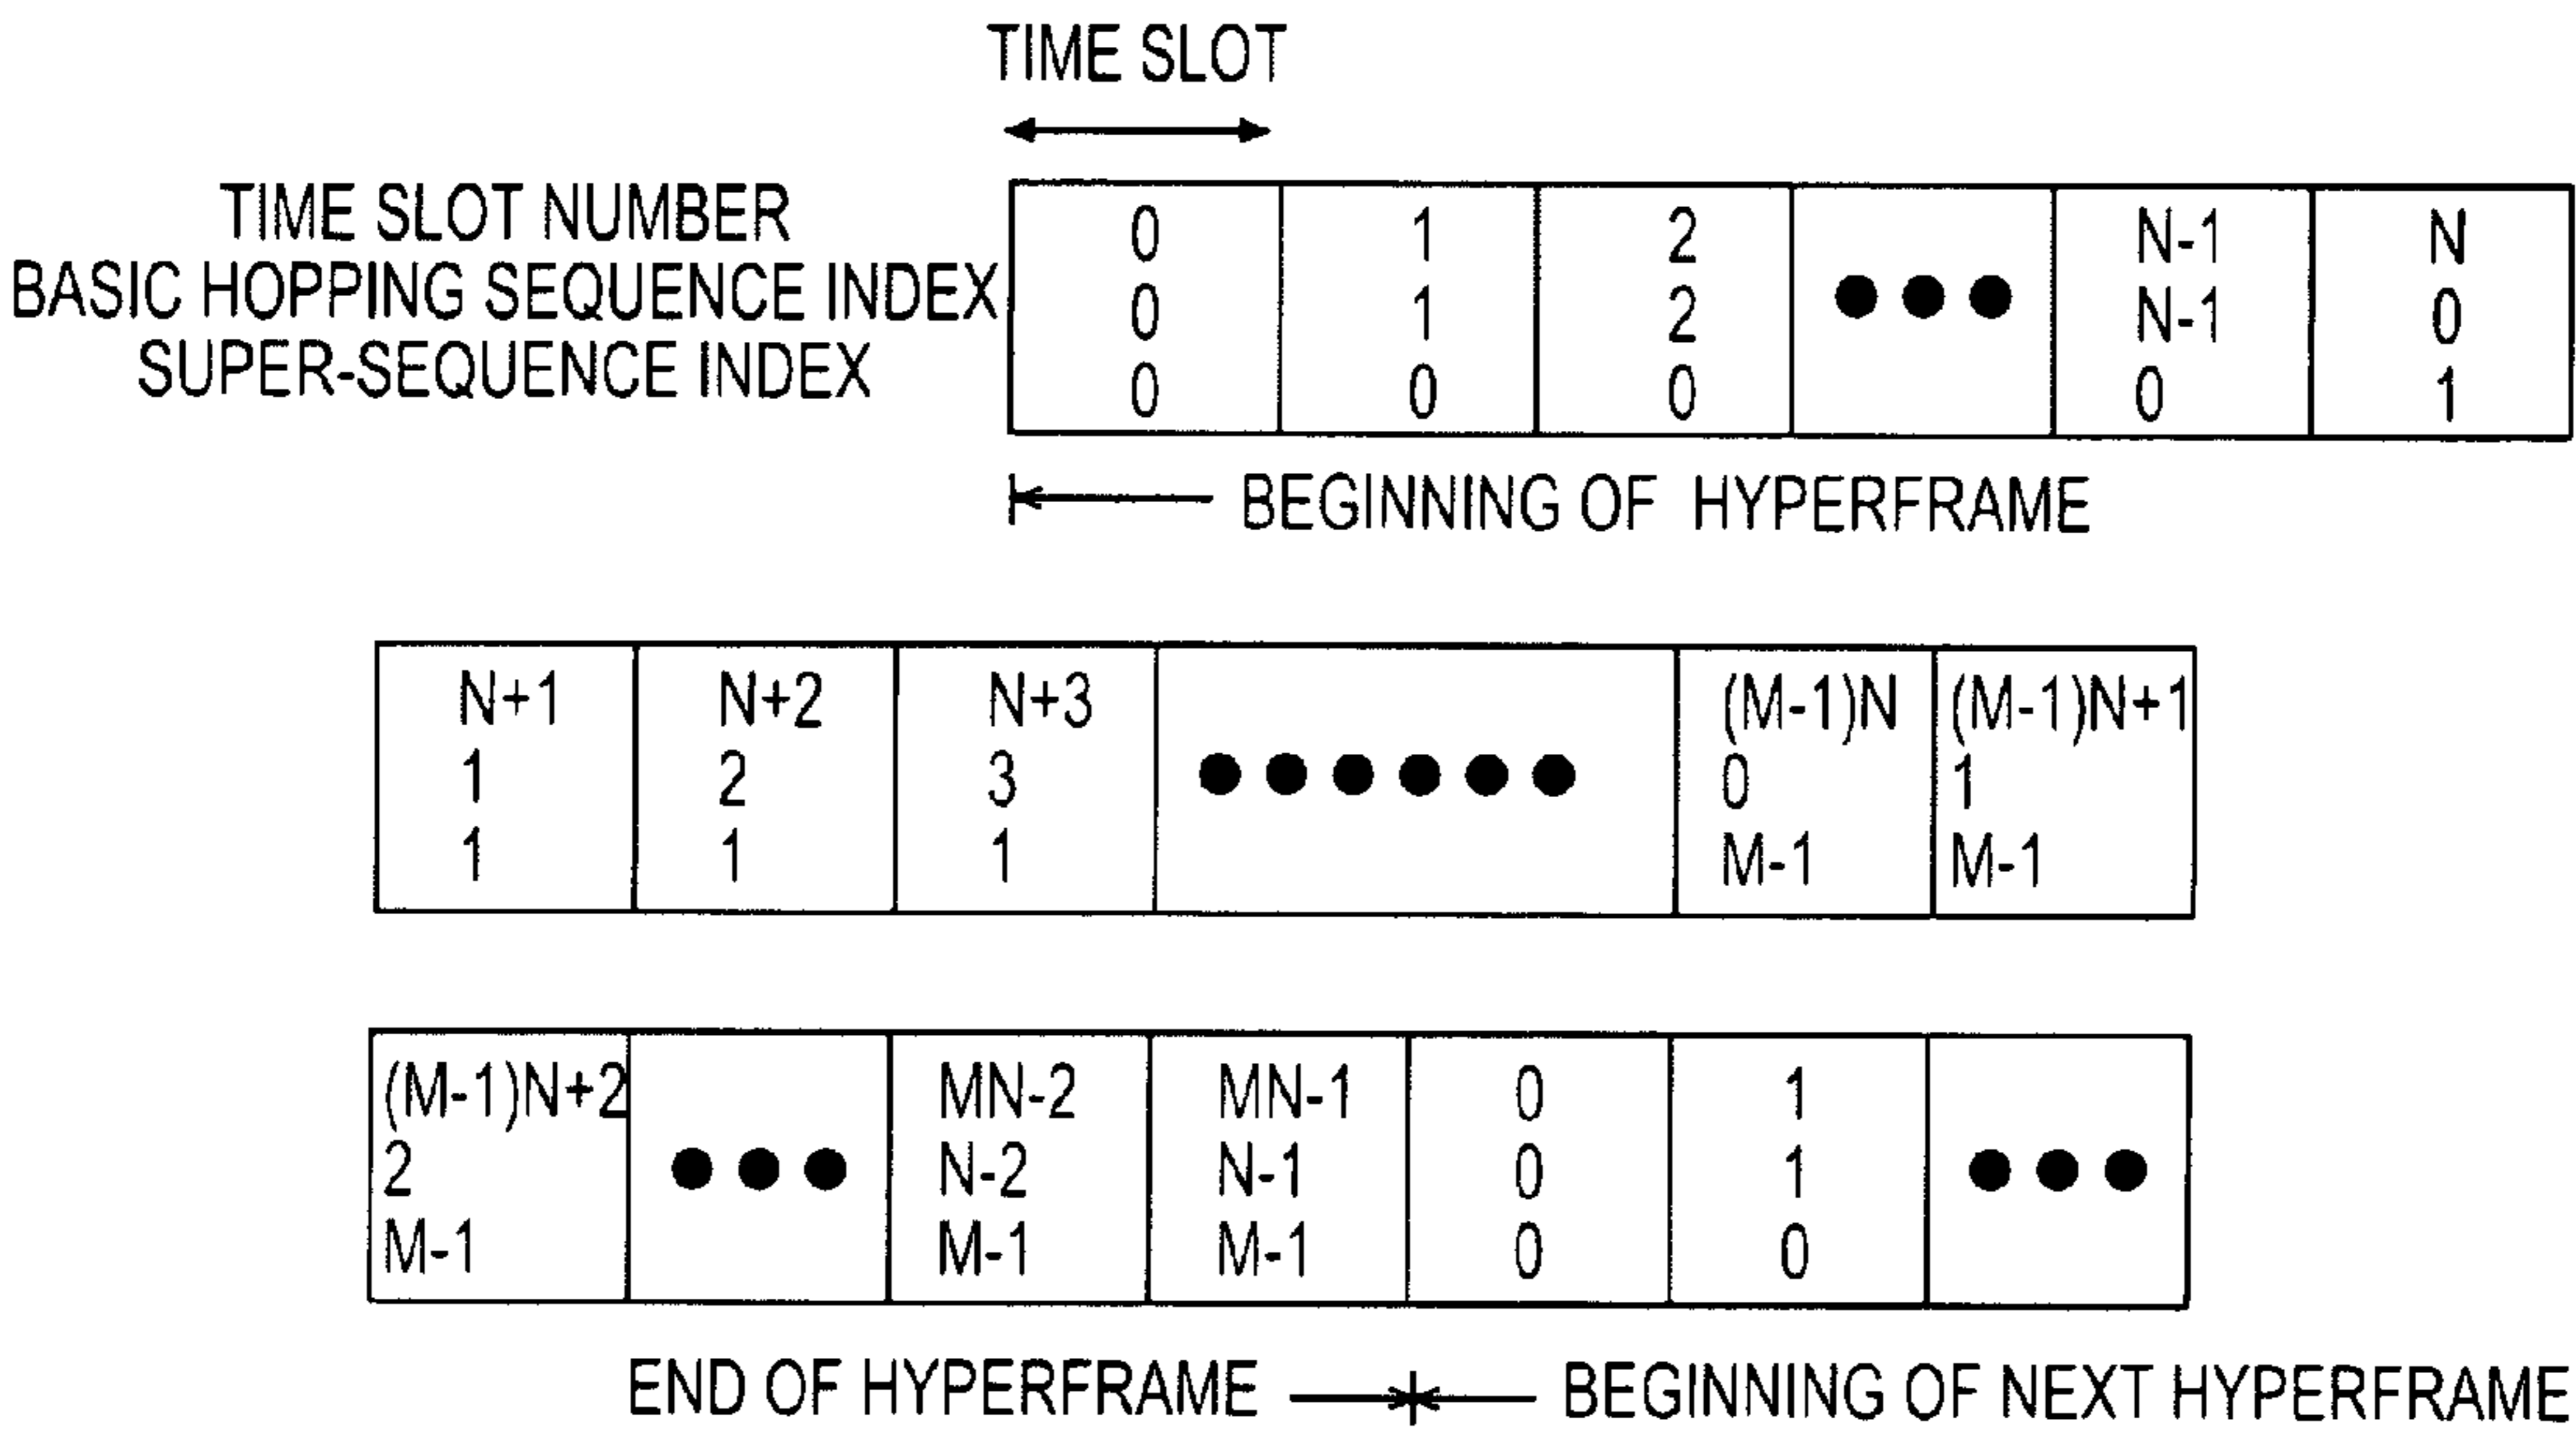 TIME SLOT
TIME SLOT NUMBER 0 1 2 N-1 N
BASIC HOPPING SEQUENCE INDEX 0 1 2 ●●● N-1 0
SUPER-SEQUENCE INDEX 0 0 0 0 1
BEGINNING OF HYPERFRAME
N+1 N+2 N+3 (M-1)N (M-1)N+1
1 2 3 ●●●●●● 0 1
1 1 1 M-1 M-1
(M-1)N+2 MN-2 MN-1 0 1
2 ●●● N-2 N-1 0 1 ●●●
M-1 M-1 M-1 0 0
END OF HYPERFRAME BEGINNING OF NEXT HYPERFRAME